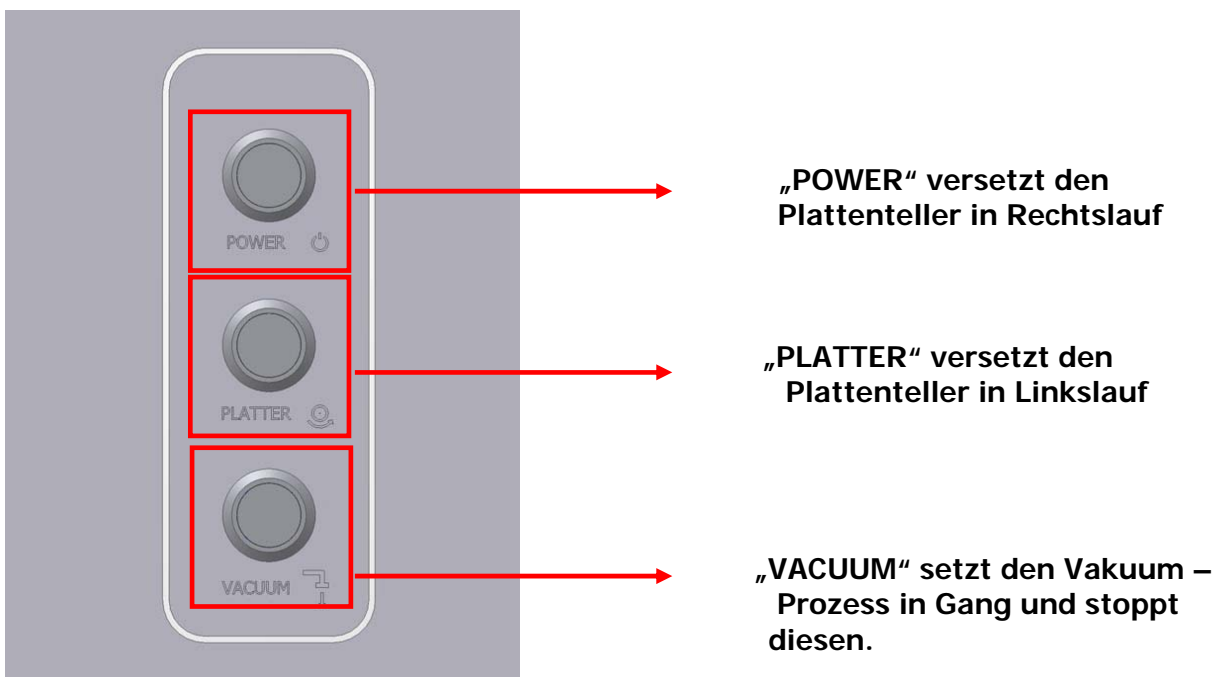 POWER
„POWER“ versetzt den
Plattenteller in Rechtslauf
PLATTER
„PLATTER“ versetzt den
Plattenteller in Linkslauf
VACUUM
„VACUUM“ setzt den Vakuum –
Prozess in Gang und stoppt
diesen.